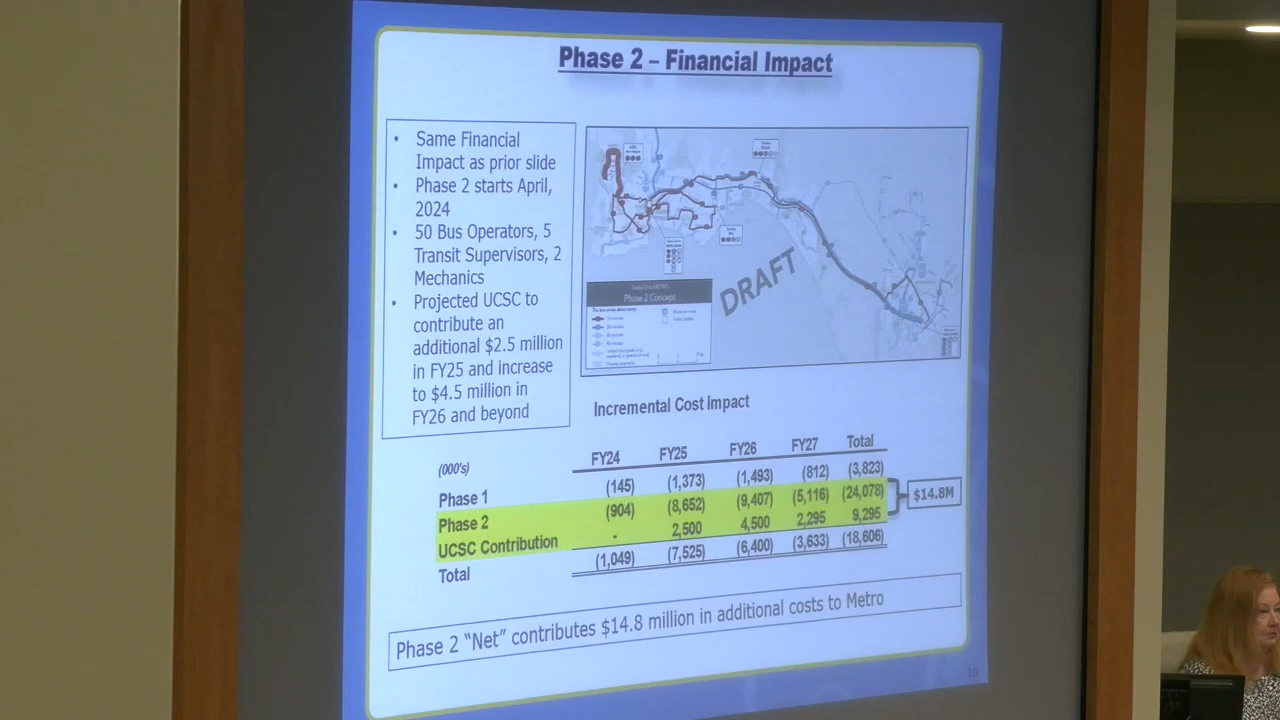 Phase 2 – Financial Impact
• Same Financial
Impact as prior slide
• Phase 2 starts April,
2024
• 50 Bus Operators, 5
Transit Supervisors, 2
Mechanics
• Projected UCSC to
contribute an
additional $2.5 million
in FY25 and increase
to $4.5 million in
FY26 and beyond
DRAFT
Phase 2 Concept
Incremental Cost Impact
(000's) FY24 FY25 FY26 FY27 Total
Phase 1 (145) (1,373) (1,493) (812) (3,823)
Phase 2 (904) (8,652) (9,407) (5,116) (24,078)
UCSC Contribution - 2,500 4,500 2,295 9,295
Total (1,049) (7,525) (6,400) (3,633) (18,606)
$14.8M
Phase 2 “Net” contributes $14.8 million in additional costs to Metro
10